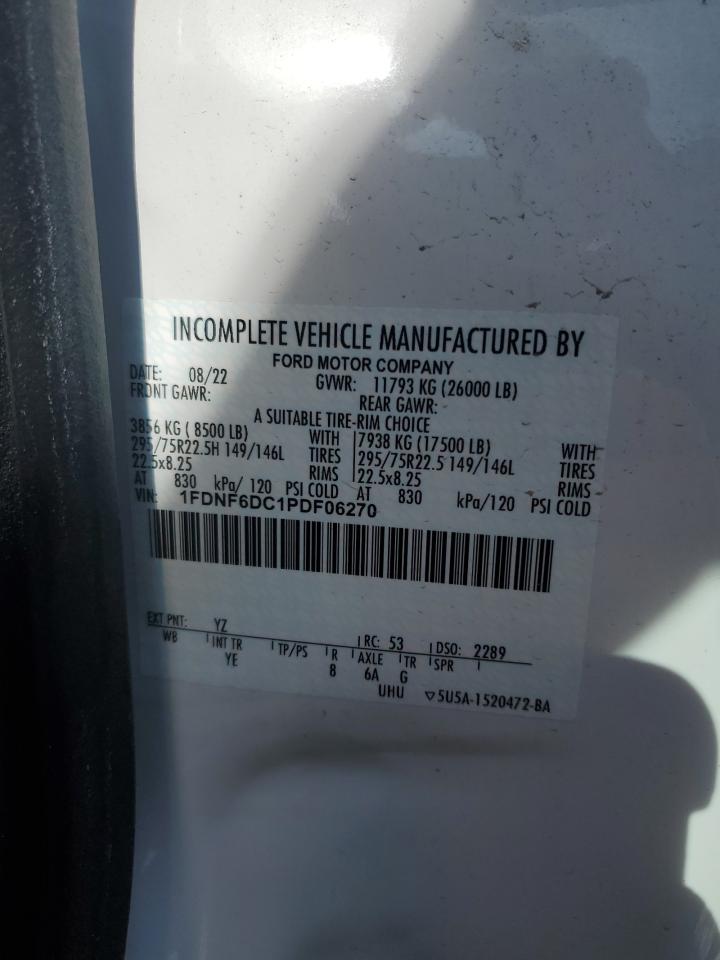 INCOMPLETE VEHICLE MANUFACTURED BY
FORD MOTOR COMPANY
DATE: 08/22 GVWR: 11793 KG (26000 LB)
FRONT GAWR: REAR GAWR:
A SUITABLE TIRE-RIM CHOICE
3856 KG ( 8500 LB) WITH 7938 KG (17500 LB) WITH
295/75R22.5H 149/146L TIRES 295/75R22.5 149/146L TIRES
22.5x8.25 RIMS 22.5x8.25 RIMS
AT 830 kPa/ 120 PSI COLD AT 830 kPa/120 PSI COLD
VIN: 1FDNF6DC1PDF06270
EXT PNT: YZ RC: 53 DSO: 2289
WB INT TR TP/PS R AXLE TR SPR
YE 8 6A G
UHU ▽5U5A-1520472-BA